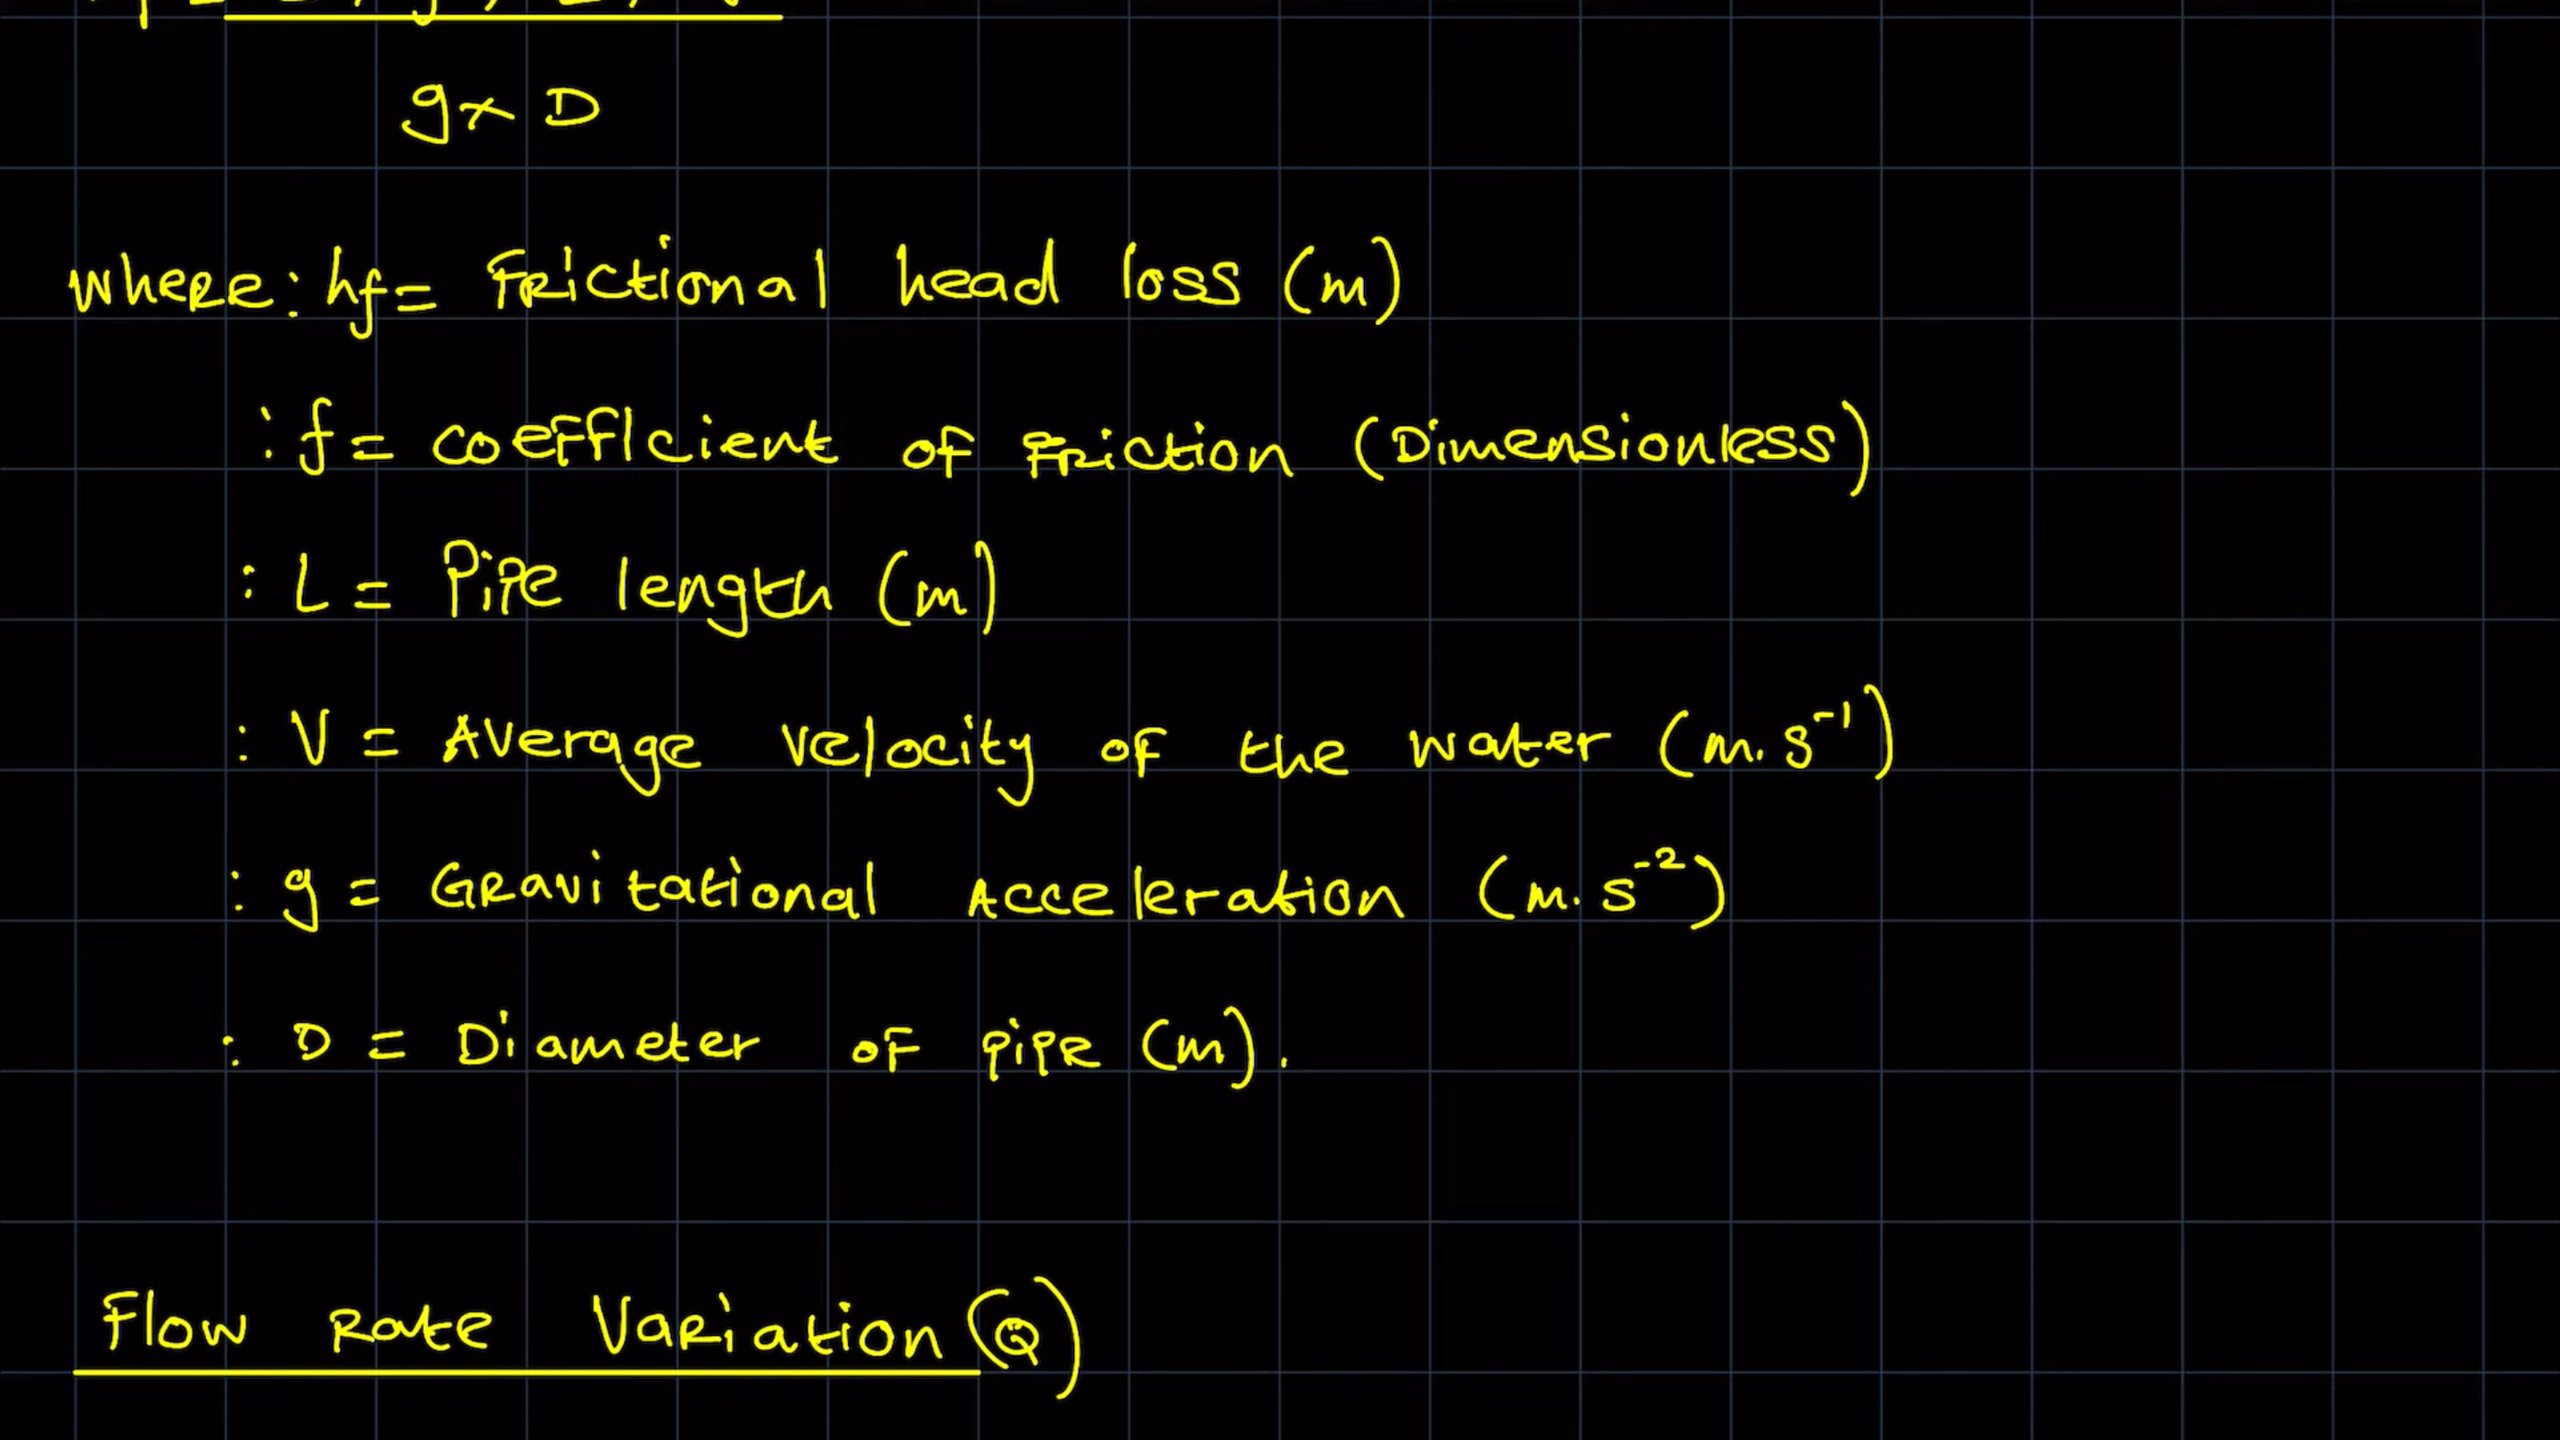 g x D
where: hf = Frictional head loss (m)
: f = coefficient of Friction (Dimensionless)
: L = Pipe length (m)
: V = Average velocity of the water (m.s⁻¹)
: g = Gravitational Acceleration (m.s⁻²)
: D = Diameter of pipe (m).
Flow Rate Variation (Q)